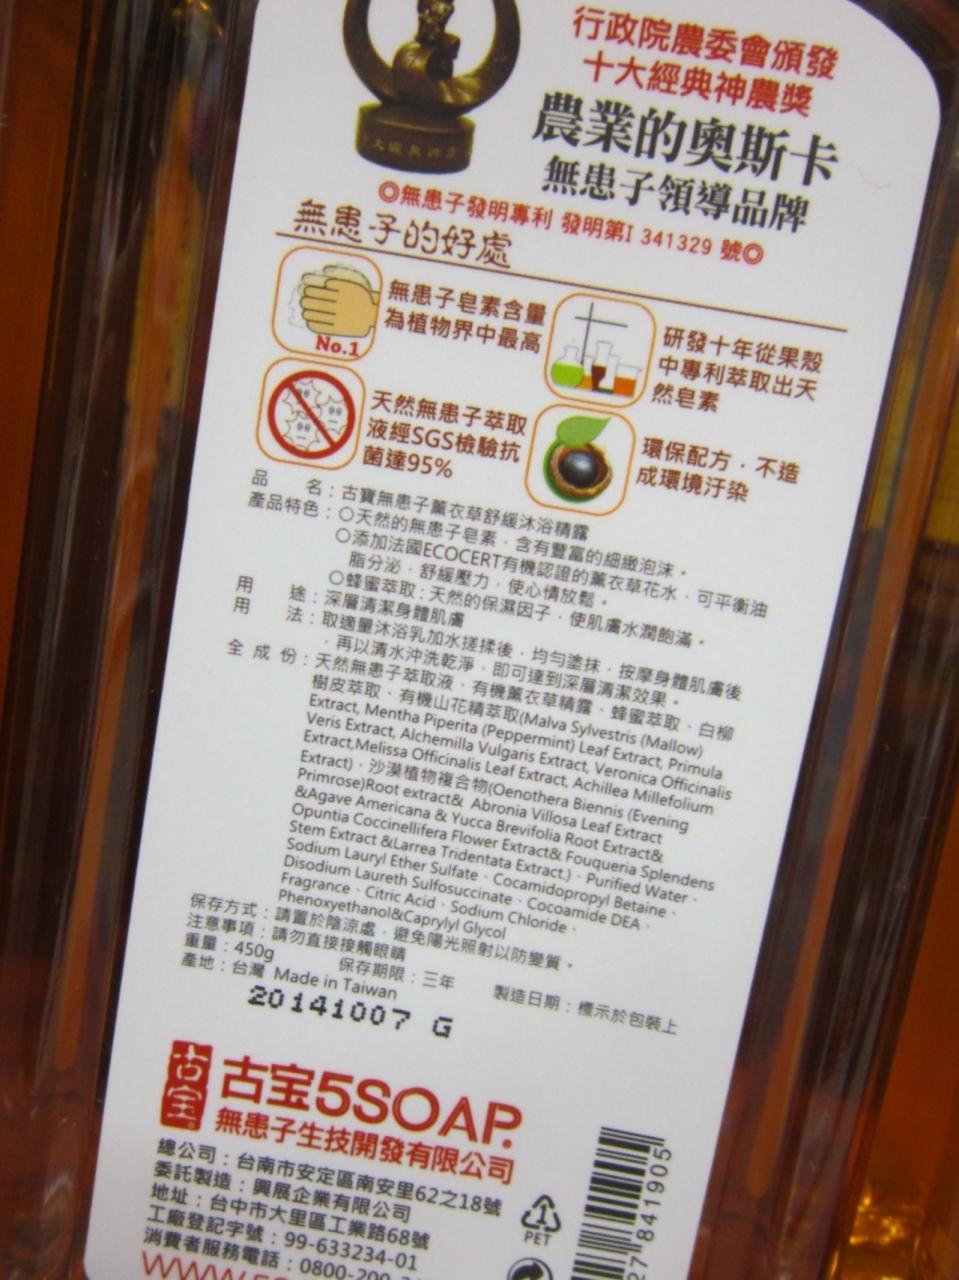 行政院農委會頒發
十大經典神農獎
農業的奧斯卡
無患子領導品牌
◎無患子發明專利 發明第I 341329 號◎
無患子的好處
No.1
無患子皂素含量
為植物界中最高
研發十年從果殼
中專利萃取出天
然皂素
天然無患子萃取
液經SGS檢驗抗
菌達95%
環保配方，不造
成環境汙染
品名：古寶無患子薰衣草舒緩沐浴精露
產品特色：○天然的無患子皂素，含有豐富的細緻泡沫。
○添加法國ECOCERT有機認證的薰衣草花水，可平衡油
脂分泌，舒緩壓力，使心情放鬆。
○蜂蜜萃取：天然的保濕因子，使肌膚水潤飽滿。
用途：深層清潔身體肌膚
用法：取適量沐浴乳加水搓揉後，均勻塗抹，按摩身體肌膚後
，再以清水沖洗乾淨，即可達到深層清潔效果。
全成份：天然無患子萃取液、有機薰衣草精露、蜂蜜萃取、白柳
樹皮萃取、有機山花精萃取(Malva Sylvestris (Mallow)
Extract, Mentha Piperita (Peppermint) Leaf Extract, Primula
Veris Extract, Alchemilla Vulgaris Extract, Veronica Officinalis
Extract,Melissa Officinalis Leaf Extract, Achillea Millefolium
Extract)、沙漠植物複合物(Oenothera Biennis (Evening
Primrose)Root extract& Abronia Villosa Leaf Extract
&Agave Americana & Yucca Brevifolia Root Extract&
Opuntia Coccinellifera Flower Extract& Fouqueria Splendens
Stem Extract &Larrea Tridentata Extract.)、Purified Water、
Sodium Lauryl Ether Sulfate、Cocamidopropyl Betaine、
Disodium Laureth Sulfosuccinate、Cocoamide DEA、
Fragrance、Citric Acid、Sodium Chloride、
Phenoxyethanol&Caprylyl Glycol
保存方式：請置於陰涼處，避免陽光照射以防變質。
注意事項：請勿直接接觸眼睛
重量：450g 保存期限：三年 製造日期：標示於包裝上
產地：台灣 Made in Taiwan
20141007 G
古宝
古宝5SOAP.
無患子生技開發有限公司
總公司：台南市安定區南安里62之18號
委託製造：興展企業有限公司
地址：台中市大里區工業路68號
工廠登記字號：99-633234-01
消費者服務電話：0800-200-
1
PET
27841905